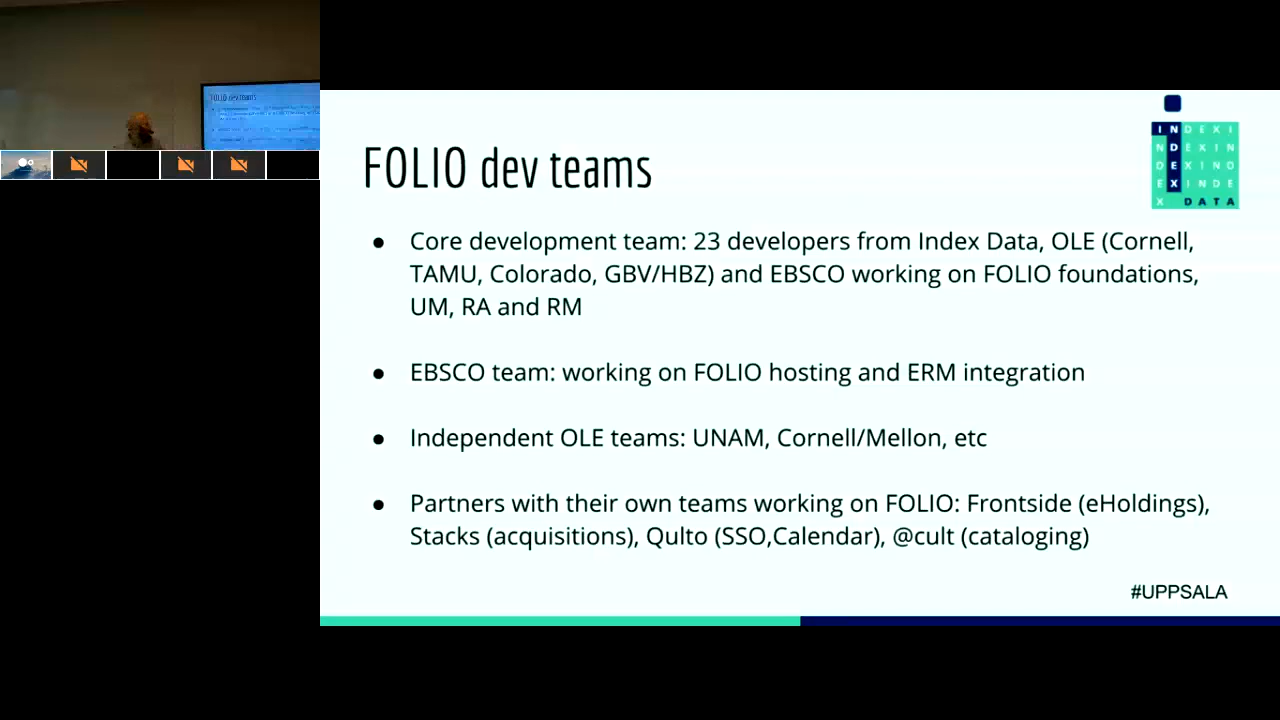 FOLIO dev teams
FOLIO dev teams
INDEXI
NDEXIN
DEXIND
EXINDE
X DATA
● Core development team: 23 developers from Index Data, OLE (Cornell,
TAMU, Colorado, GBV/HBZ) and EBSCO working on FOLIO foundations,
UM, RA and RM
● EBSCO team: working on FOLIO hosting and ERM integration
● Independent OLE teams: UNAM, Cornell/Mellon, etc
● Partners with their own teams working on FOLIO: Frontside (eHoldings),
Stacks (acquisitions), Qulto (SSO,Calendar), @cult (cataloging)
#UPPSALA